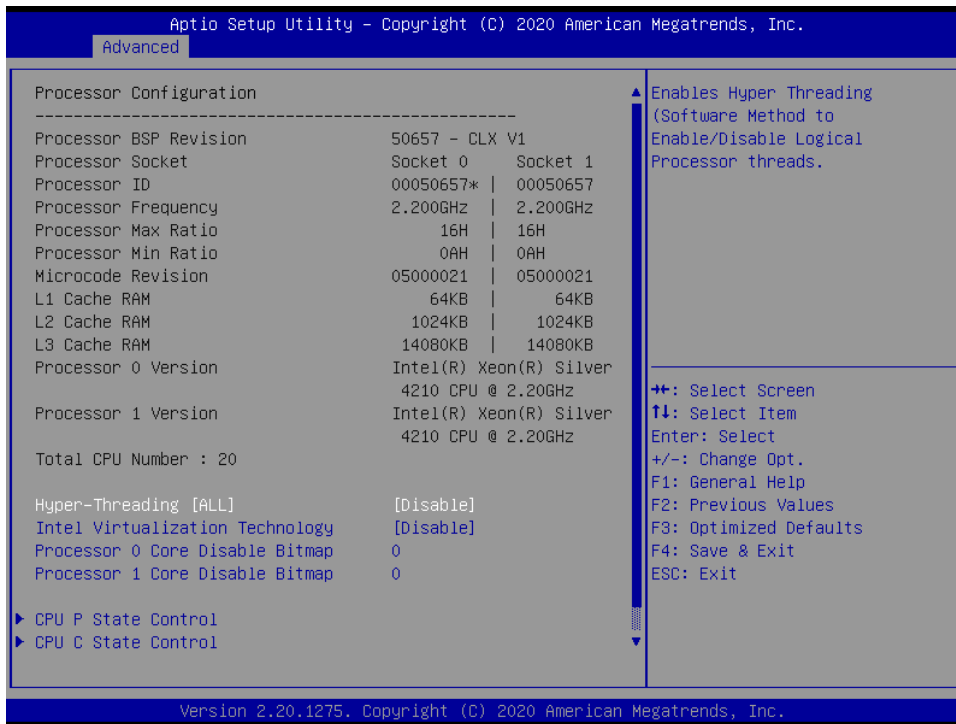 Aptio Setup Utility – Copyright (C) 2020 American Megatrends, Inc.
Advanced
Processor Configuration
--------------------------------------------------
Processor BSP Revision 50657 - CLX V1
Processor Socket Socket 0 Socket 1
Processor ID 00050657* | 00050657
Processor Frequency 2.200GHz | 2.200GHz
Processor Max Ratio 16H | 16H
Processor Min Ratio 0AH | 0AH
Microcode Revision 05000021 | 05000021
L1 Cache RAM 64KB | 64KB
L2 Cache RAM 1024KB | 1024KB
L3 Cache RAM 14080KB | 14080KB
Processor 0 Version Intel(R) Xeon(R) Silver
4210 CPU @ 2.20GHz
Processor 1 Version Intel(R) Xeon(R) Silver
4210 CPU @ 2.20GHz
Total CPU Number : 20
Hyper-Threading [ALL] [Disable]
Intel Virtualization Technology [Disable]
Processor 0 Core Disable Bitmap 0
Processor 1 Core Disable Bitmap 0
CPU P State Control
CPU C State Control
Enables Hyper Threading
(Software Method to
Enable/Disable Logical
Processor threads.
→←: Select Screen
↑↓: Select Item
Enter: Select
+/-: Change Opt.
F1: General Help
F2: Previous Values
F3: Optimized Defaults
F4: Save & Exit
ESC: Exit
Version 2.20.1275. Copyright (C) 2020 American Megatrends, Inc.